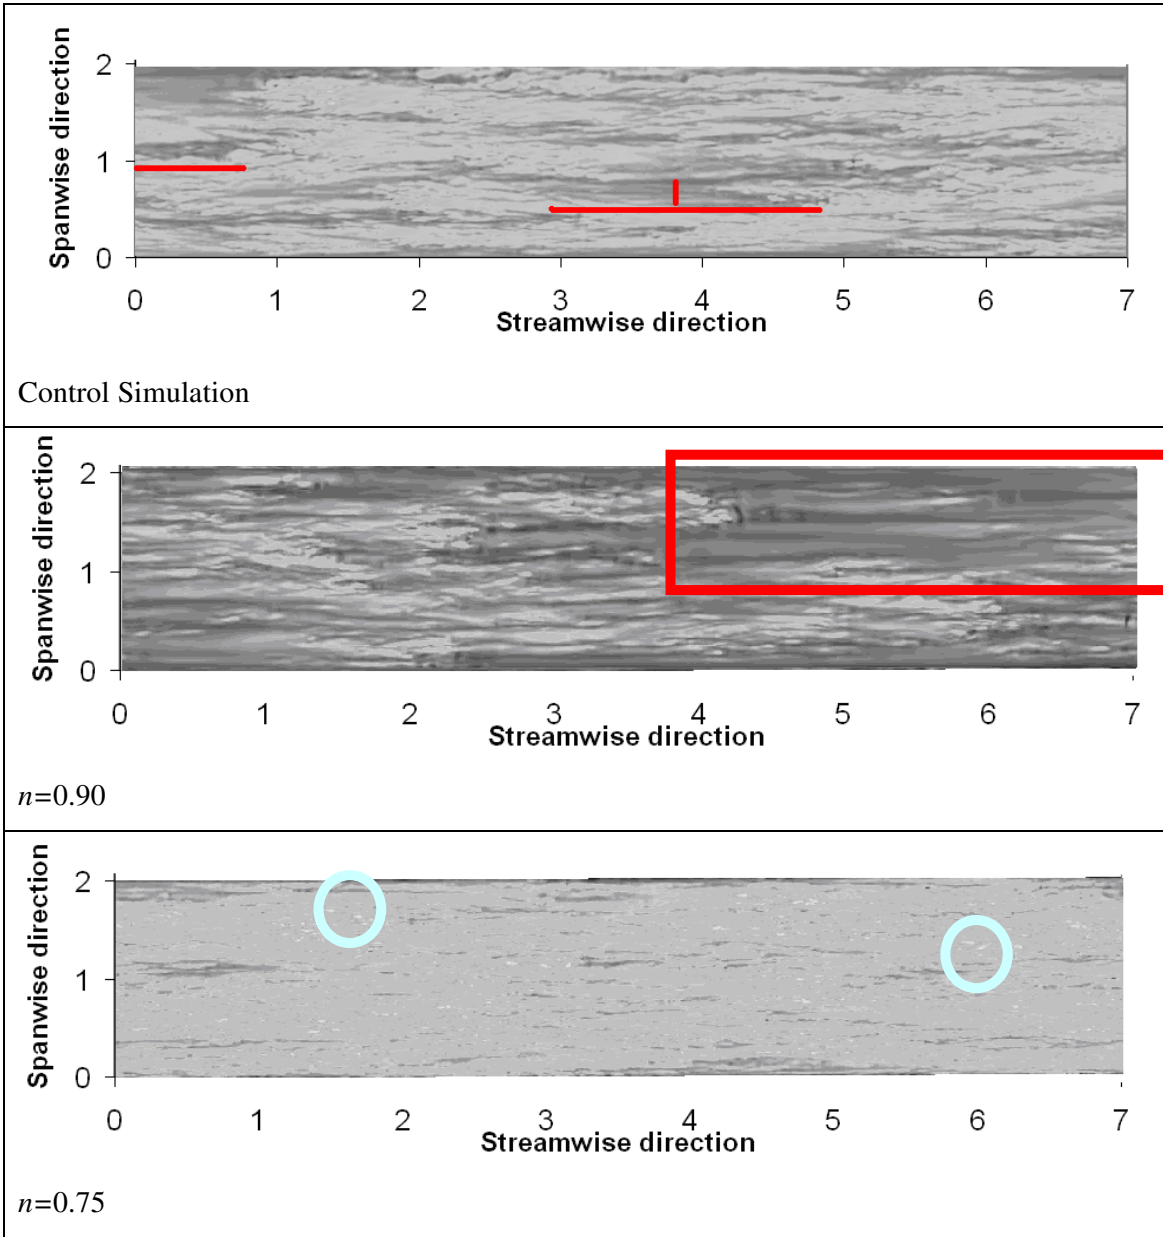 Spanwise direction
2
1
0
0 1 2 3 4 5 6 7
Streamwise direction
Control Simulation
Spanwise direction
2
1
0
0 1 2 3 4 5 6 7
Streamwise direction
n=0.90
Spanwise direction
2
1
0
0 1 2 3 4 5 6 7
Streamwise direction
n=0.75